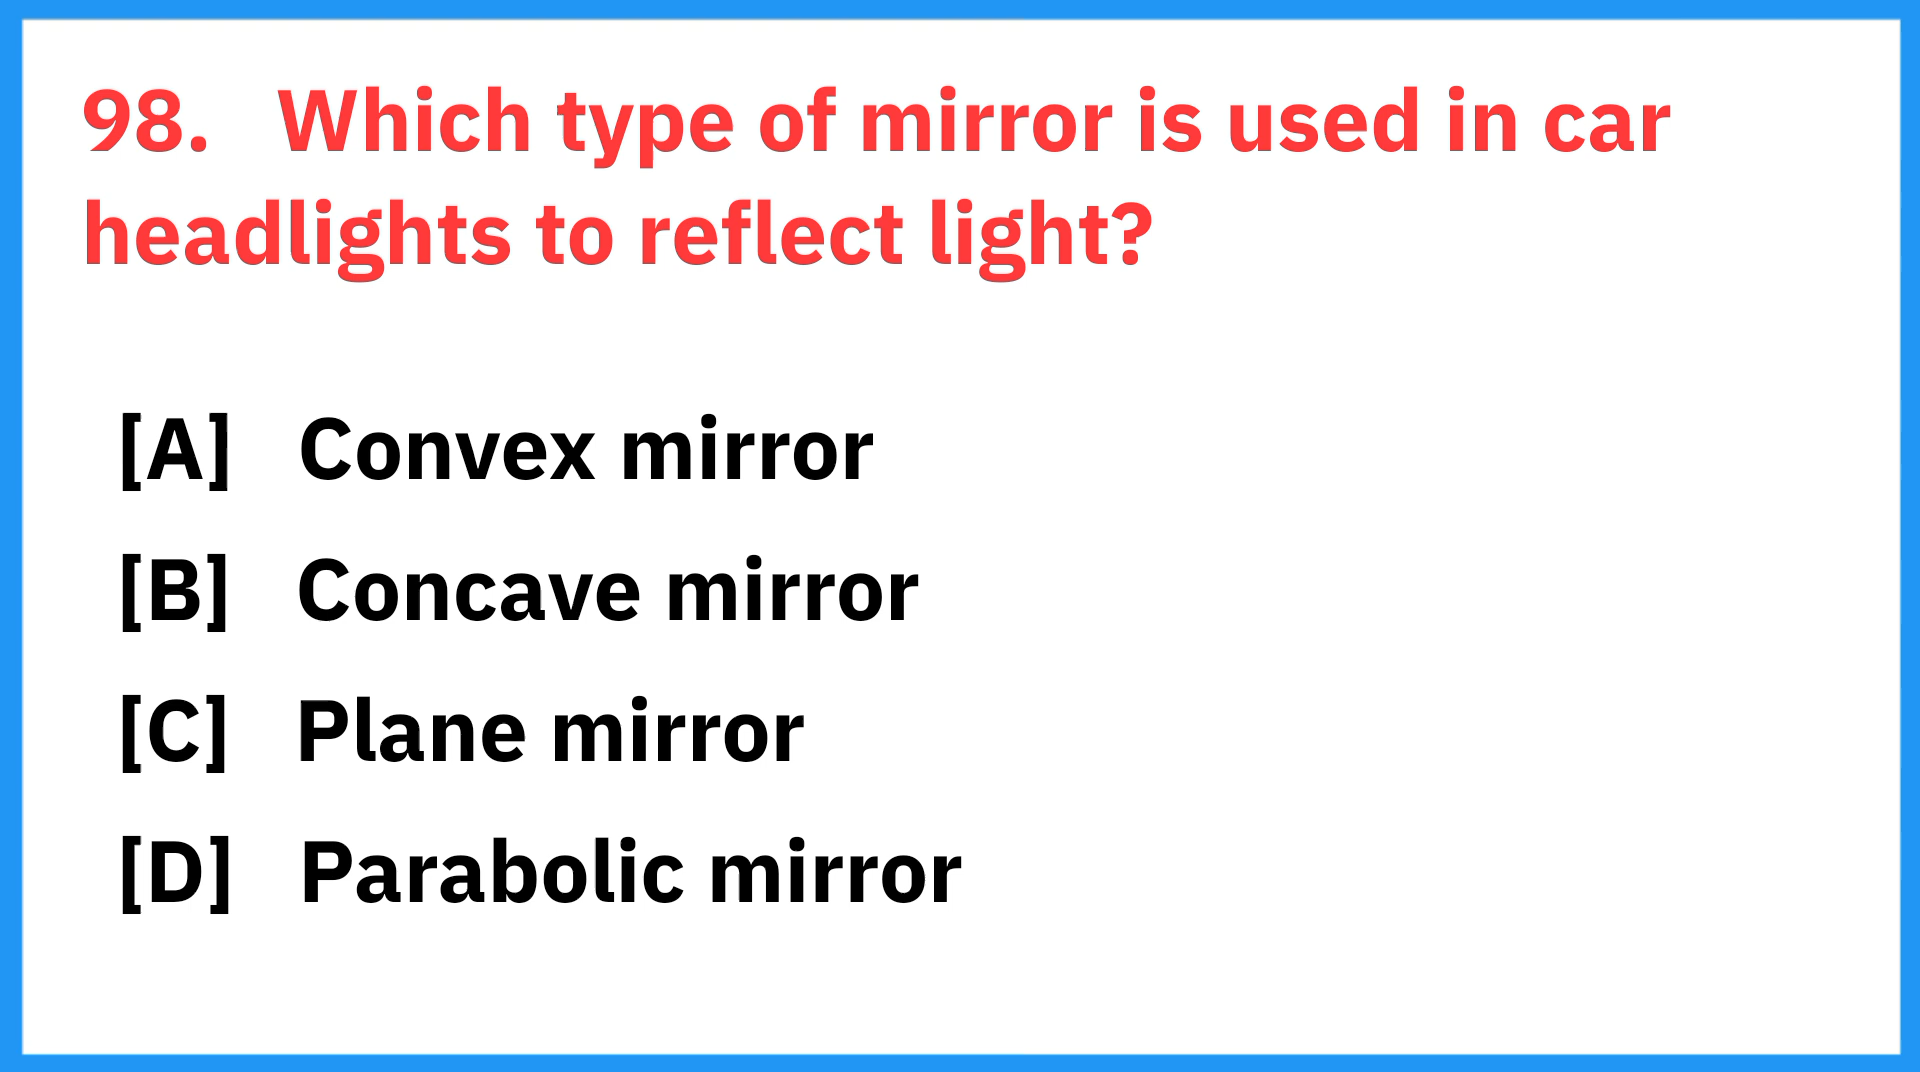 98. Which type of mirror is used in car
headlights to reflect light?
[A] Convex mirror
[B] Concave mirror
[C] Plane mirror
[D] Parabolic mirror